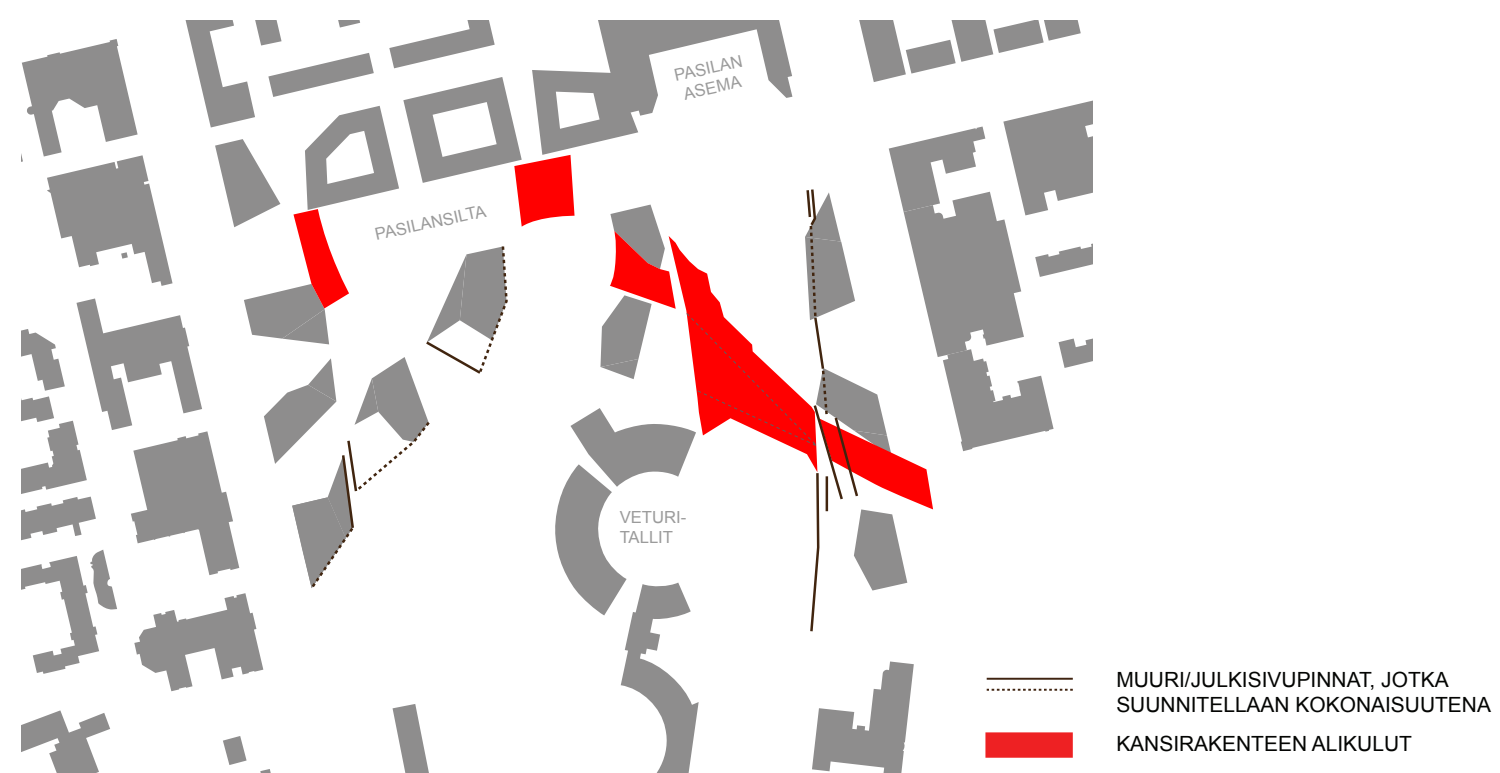 PASILAN
ASEMA
PASILANSILTA
VETURI-
TALLIT
MUURI/JULKISIVUPINNAT, JOTKA
SUUNNITELLAAN KOKONAISUUTENA
KANSIRAKENTEEN ALIKULUT